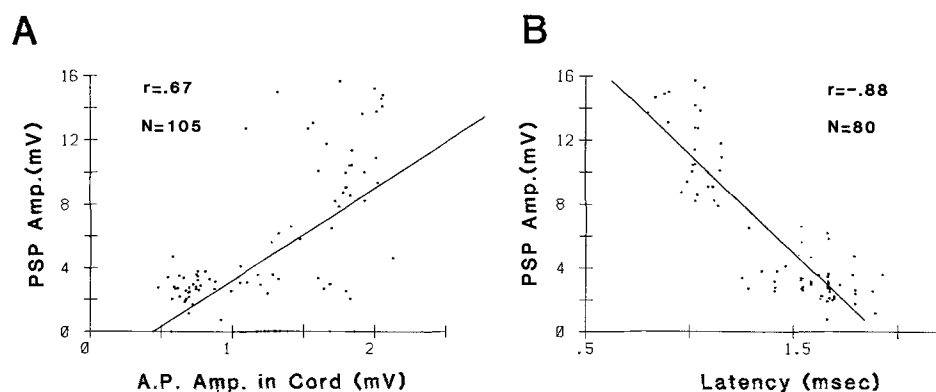 A
r=.67
N=105
PSP Amp.(mV)
16
12
8
4
0
0
1
2
A.P. Amp. in Cord (mV)
B
r=-.88
N=80
PSP Amp.(mV)
16
12
8
4
0
.5
1.5
Latency (msec)